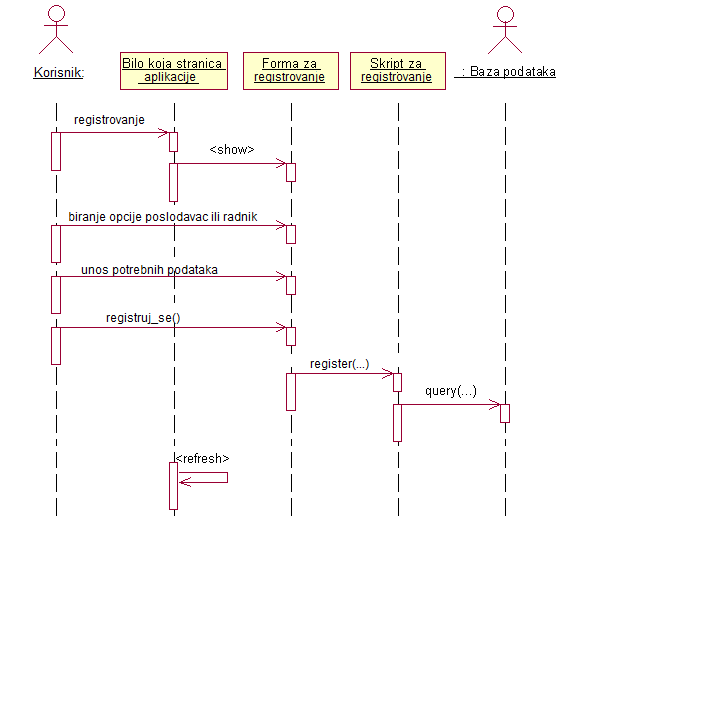 Korisnik:
Bilo koja stranica
aplikacije
Forma za
registrovanje
Skript za
registrovanje
: Baza podataka
registrovanje
<show>
biranje opcije poslodavac ili radnik
unos potrebnih podataka
registruj_se()
register(...)
query(...)
<refresh>